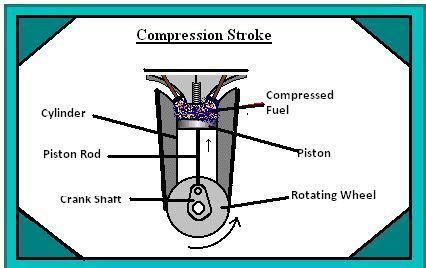 Compression Stroke
Compressed
Fuel
Cylinder
Piston Rod
Piston
Crank Shaft
Rotating Wheel